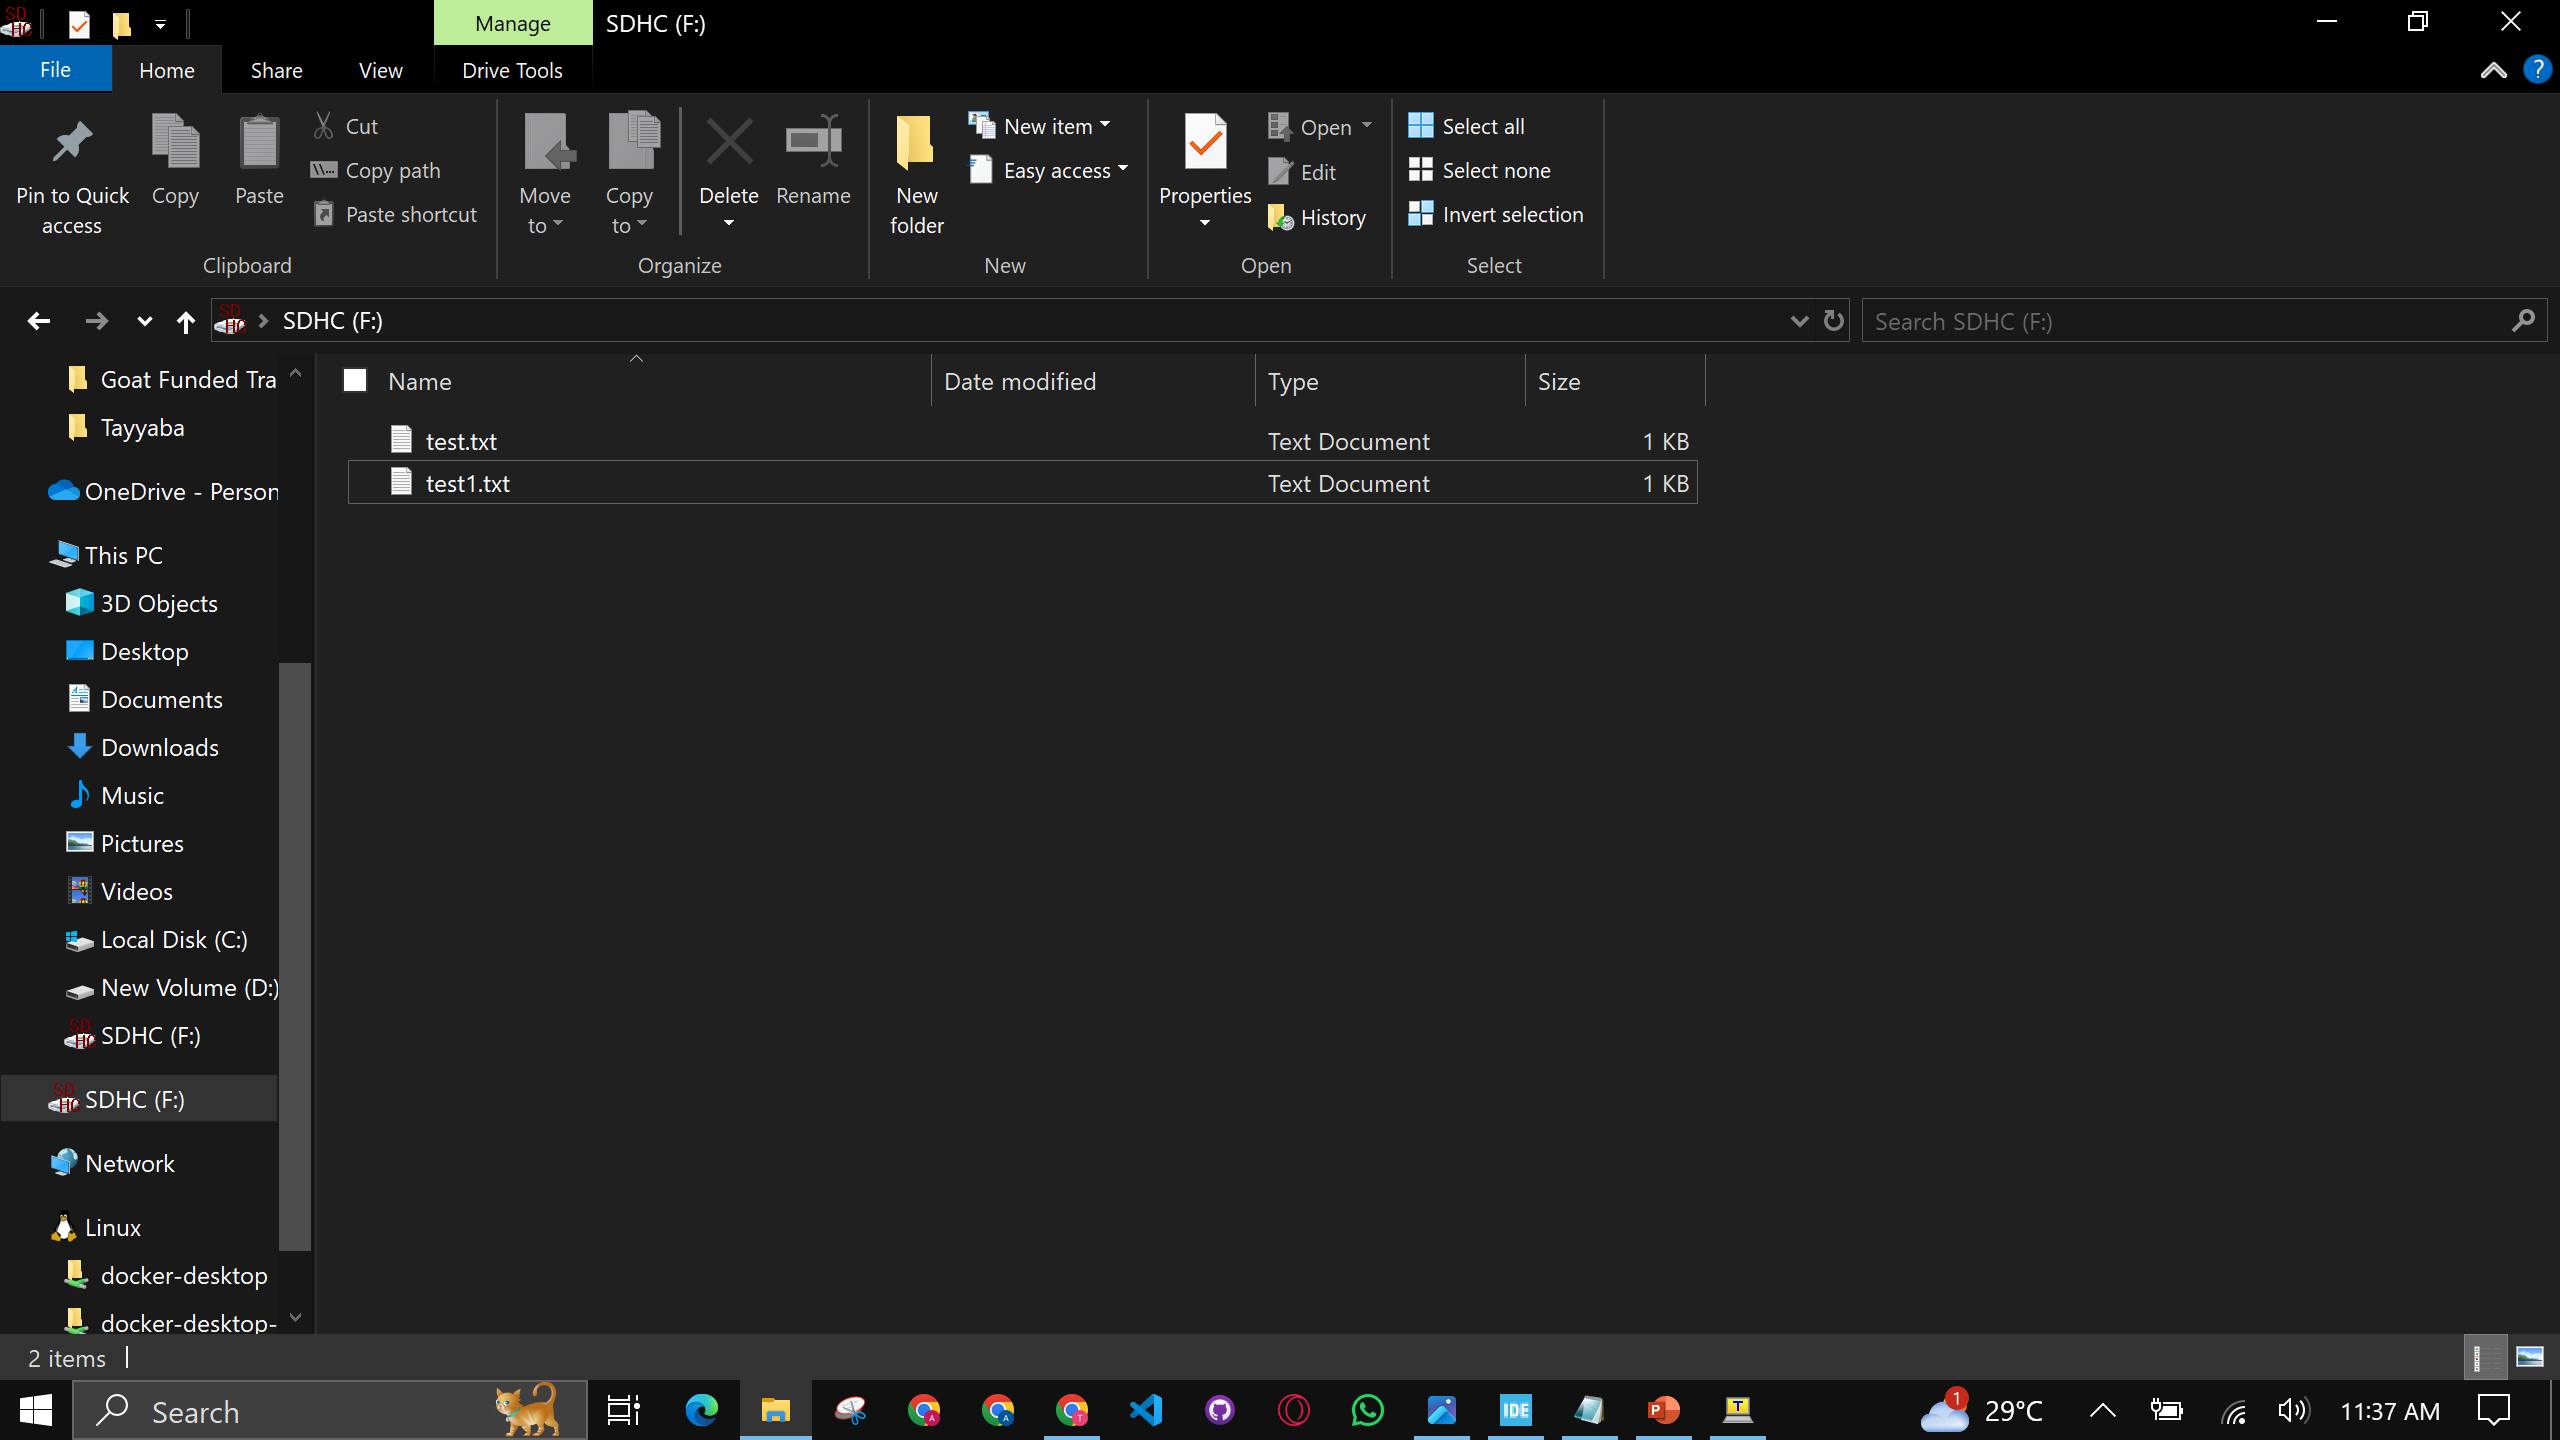 Manage
SDHC (F:)
File
Home
Share
View
Drive Tools
Pin to Quick
access
Copy
Paste
Cut
Copy path
Paste shortcut
Clipboard
Move
to
Copy
to
Delete
Rename
Organize
New
folder
New item
Easy access
New
Properties
Open
Edit
History
Open
Select all
Select none
Invert selection
Select
SDHC (F:)
Search SDHC (F:)
Goat Funded Tra
Tayyaba
OneDrive - Person
This PC
3D Objects
Desktop
Documents
Downloads
Music
Pictures
Videos
Local Disk (C:)
New Volume (D:)
SDHC (F:)
SDHC (F:)
Network
Linux
docker-desktop
docker-desktop-
Name Date modified Type Size
test.txt Text Document 1 KB
test1.txt Text Document 1 KB
2 items
Search
IDE
1
29°C
11:37 AM